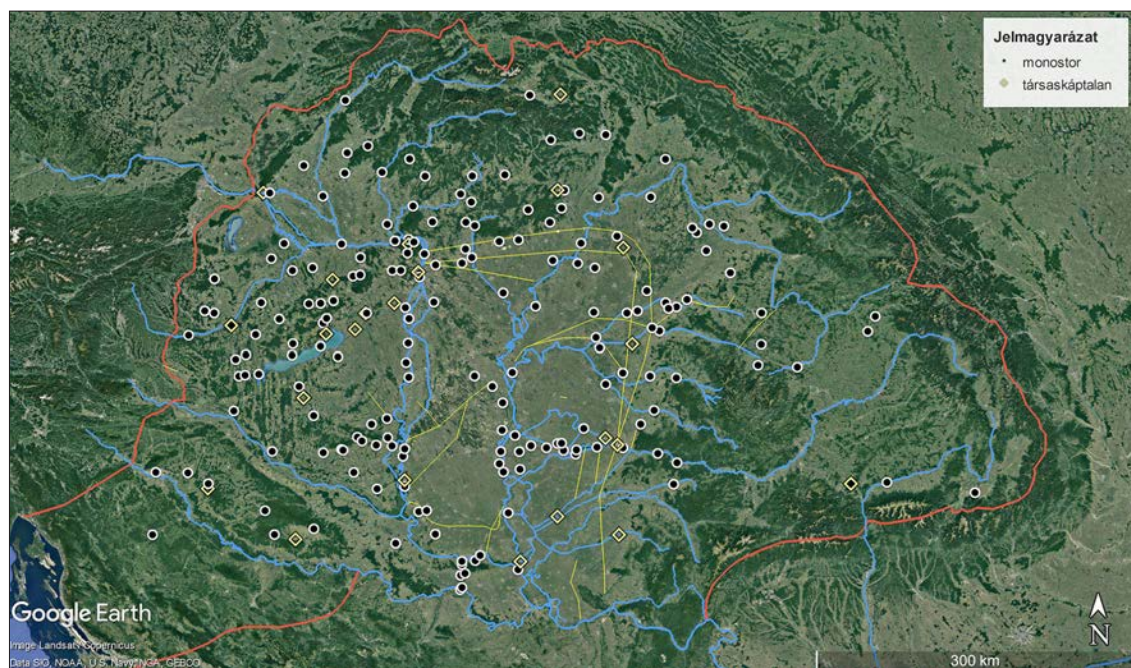 Jelmagyarázat
monostor
társaskáptalan
Google Earth
Image Landsat / Copernicus
Data SIO, NOAA, U.S. Navy, NGA, GEBCO
N
300 km